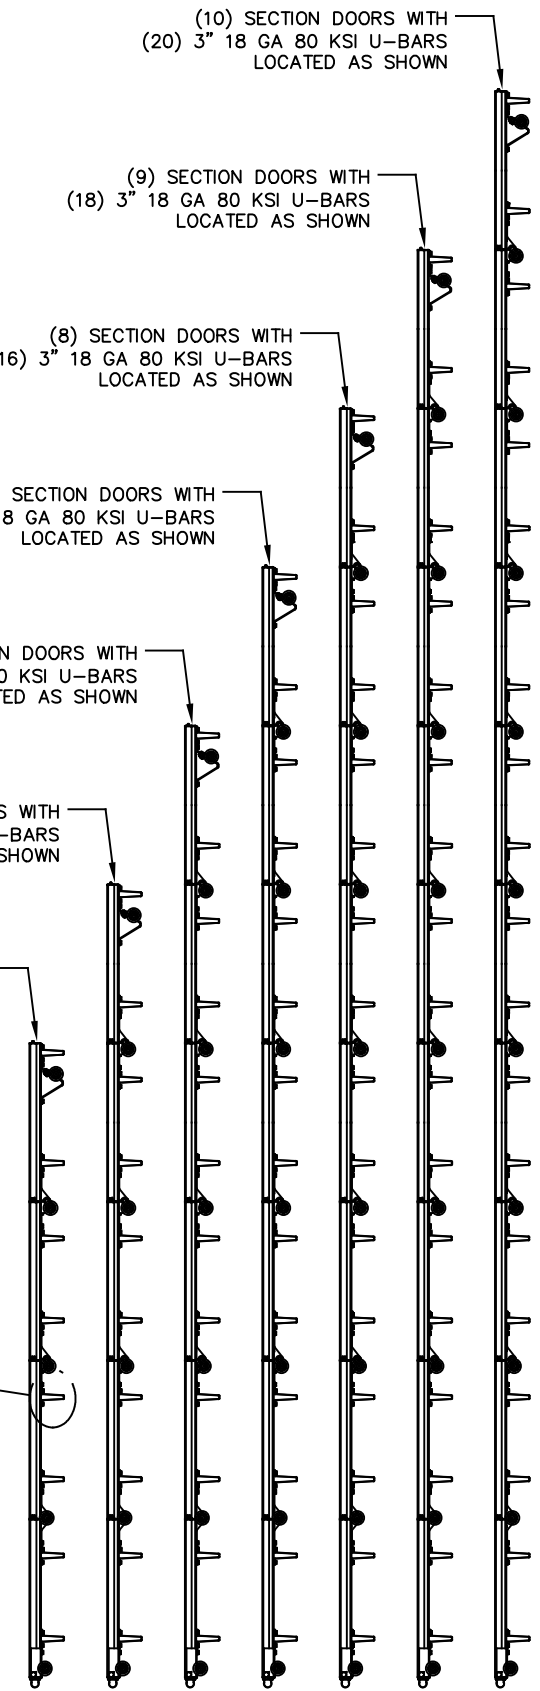 (10) SECTION DOORS WITH
(20) 3” 18 GA 80 KSI U-BARS
LOCATED AS SHOWN
(9) SECTION DOORS WITH
(18) 3” 18 GA 80 KSI U-BARS
LOCATED AS SHOWN
(8) SECTION DOORS WITH
16) 3” 18 GA 80 KSI U-BARS
LOCATED AS SHOWN
SECTION DOORS WITH
8 GA 80 KSI U-BARS
LOCATED AS SHOWN
DOORS WITH
KSI U-BARS
AS SHOWN
WITH
-BARS
SHOWN